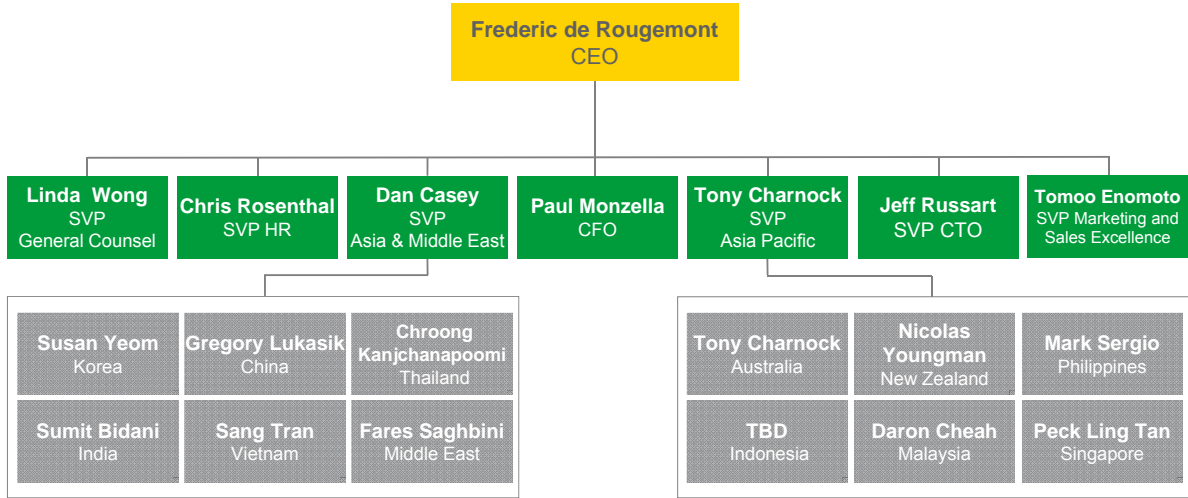 Frederic de Rougemont
CEO
Linda Wong
SVP
General Counsel
Chris Rosenthal
SVP HR
Dan Casey
SVP
Asia & Middle East
Paul Monzella
CFO
Tony Charnock
SVP
Asia Pacific
Jeff Russart
SVP CTO
Tomoo Enomoto
SVP Marketing and
Sales Excellence
Susan Yeom
Korea
Gregory Lukasik
China
Chroong
Kanjchanapoomi
Thailand
Sumit Bidani
India
Sang Tran
Vietnam
Fares Saghbini
Middle East
Tony Charnock
Australia
Nicolas
Youngman
New Zealand
Mark Sergio
Philippines
TBD
Indonesia
Daron Cheah
Malaysia
Peck Ling Tan
Singapore